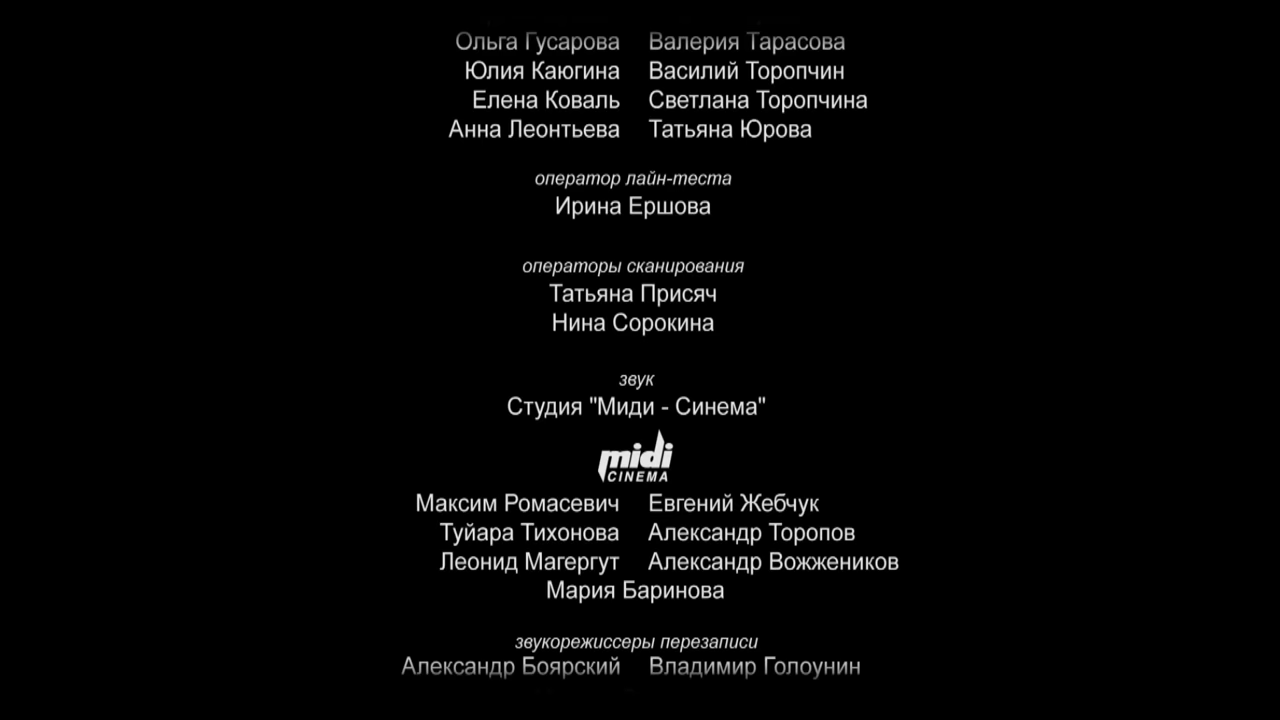 Ольга Гусарова Валерия Тарасова
Юлия Каюгина Василий Торопчин
Елена Коваль Светлана Торопчина
Анна Леонтьева Татьяна Юрова
оператор лайн-теста
Ирина Ершова
операторы сканирования
Татьяна Присяч
Нина Сорокина
звук
Студия "Миди - Синема"
midi
CINEMA
Максим Ромасевич Евгений Жебчук
Туйара Тихонова Александр Торопов
Леонид Магергут Александр Вожжеников
Мария Баринова
звукорежиссеры перезаписи
Александр Боярский Владимир Голоунин